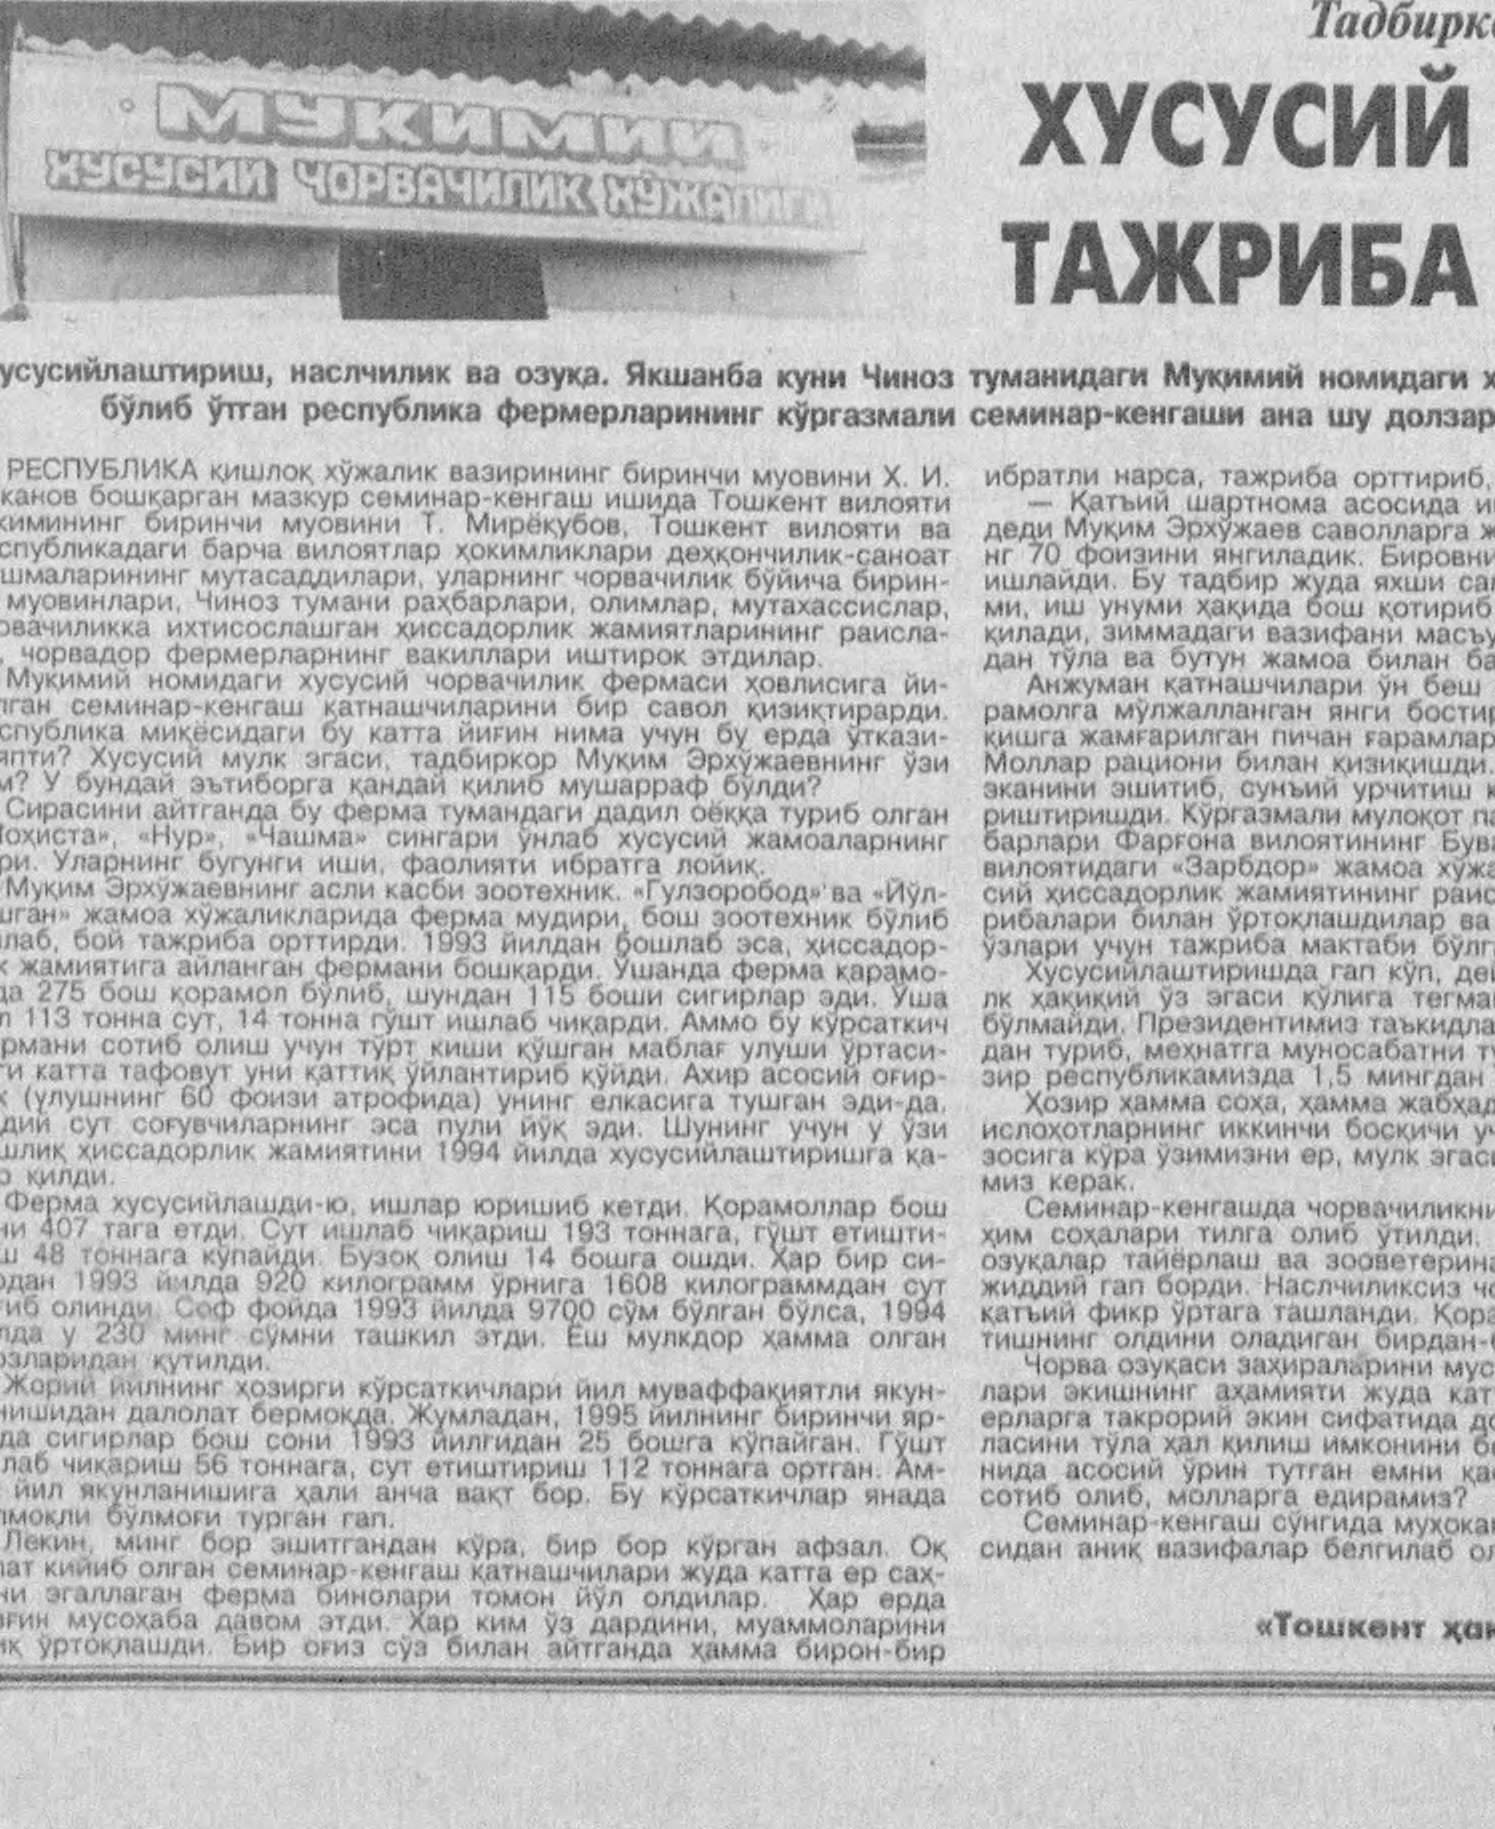 МУКИМИЙ
ХУСУСИЙ ЧОРВАЧИЛИК ХЎЖАЛИГИ
Тадбирк
ХУСУСИЙ
ТАЖРИБА
усусийлаштириш, наслчилик ва озуқа. Якшанба куни Чиноз туманидаги Муқимий номидаги х
бўлиб ўтган республика фермерларининг кўргазмали семинар-кенгаши ана шу долзар
РЕСПУБЛИКА қишлоқ хўжалик вазирининг биринчи муовини Х. И.
канов бошқарган мазкур семинар-кенгаш ишида Тошкент вилояти
кимининг биринчи муовини Т. Мирёқубов, Тошкент вилояти ва
спубликадаги барча вилоятлар ҳокимликлари деҳқончилик-саноат
шмаларининг мутасаддилари, уларнинг чорвачилик бўйича бирин-
муовинлари, Чиноз тумани раҳбарлари, олимлар, мутахассислар,
рвачиликка ихтисослашган ҳиссадорлик жамиятларининг раисла-
, чорвадор фермерларнинг вакиллари иштирок этдилар.
Муқимий номидаги хусусий чорвачилик фермаси ҳовлисига йи-
лган семинар-кенгаш қатнашчиларини бир савол қизиқтирарди.
спублика миқёсидаги бу катта йиғин нима учун бу ерда ўткази-
япти? Хусусий мулк эгаси, тадбиркор Муқим Эрхўжаевнинг ўзи
м? У бундай эътиборга қандай қилиб мушарраф бўлди?
Сирасини айтганда бу ферма тумандаги дадил оёққа туриб олган
Лохиста», «Нур», «Чашма» сингари ўнлаб хусусий жамоаларнинг
ри. Уларнинг бугунги иши, фаолияти ибратга лойиқ.
Муқим Эрхўжаевнинг асли касби зоотехник. «Гулзоробод» ва «Йўл-
шган» жамоа хўжаликларида ферма мудири, бош зоотехник бўлиб
лаб, бой тажриба орттирди. 1993 йилдан бошлаб эса, ҳиссадор-
к жамиятига айланган фермани бошқарди. Ўшанда ферма қарамо-
да 275 бош қорамол бўлиб, шундан 115 боши сигирлар эди. Ўша
л 113 тонна сут, 14 тонна гўшт ишлаб чиқарди. Аммо бу кўрсаткич
рмани сотиб олиш учун тўрт киши қўшган маблағ улуши ўртаси-
ги катта тафовут уни қаттиқ ўйлантириб қўйди. Ахир асосий оғир-
к (улушнинг 60 фоизи атрофида) унинг елкасига тушган эди-да.
дий сут соғувчиларнинг эса пули йўқ эди. Шунинг учун у ўзи
шлиқ ҳиссадорлик жамиятини 1994 йилда хусусийлаштиришга қа-
р қилди.
Ферма хусусийлашди-ю, ишлар юришиб кетди. Қорамоллар бош
ни 407 тага етди. Сут ишлаб чиқариш 193 тоннага, гўшт етишти-
ш 48 тоннага кўпайди. Бузоқ олиш 14 бошга ошди. Ҳар бир си-
рдан 1993 йилда 920 килограмм ўрнига 1608 килограммдан сут
ғиб олинди. Соф фойда 1993 йилда 9700 сўм бўлган бўлса, 1994
лда у 230 минг сўмни ташкил этди. Ёш мулкдор ҳамма олган
рзларидан қутилди.
Жорий йилнинг ҳозирги кўрсаткичлари йил муваффақиятли якун-
нишидан далолат бермоқда. Жумладан, 1995 йилнинг биринчи яр-
да сигирлар бош сони 1993 йилгидан 25 бошга кўпайган. Гўшт
лаб чиқариш 56 тоннага, сут етиштириш 112 тоннага ортган. Ам-
йил якунланишига ҳали анча вақт бор. Бу кўрсаткичлар янада
лмоқли бўлмоғи турган гап.
Лекин, минг бор эшитгандан кўра, бир бор кўрган афзал. Оқ
лат кийиб олган семинар-кенгаш қатнашчилари жуда катта ер саҳ-
ни эгаллаган ферма бинолари томон йўл олдилар. Ҳар ерда
ғин мусоҳаба давом этди. Ҳар ким ўз дардини, муаммоларини
иқ ўртоқлашди. Бир оғиз сўз билан айтганда ҳамма бирон-бир
ибратли нарса, тажриба орттириб,
— Қатъий шартнома асосида и
деди Муқим Эрхўжаев саволларга ж
нг 70 фоизини янгиладик. Бировни
ишлайди. Бу тадбир жуда яхши са
ми, иш унуми ҳақида бош қотириб
қилади, зиммадаги вазифани масъу
дан тўла ва бутун жамоа билан ба
Анжуман қатнашчилари ўн беш
рамолга мўлжалланган янги бостир
қишга жамғарилган пичан ғарамлар
Моллар рациони билан қизиқишди.
эканини эшитиб, сунъий урчитиш к
риштиришди. Кўргазмали мулоқот па
барлари Фарғона вилоятининг Бува
вилоятидаги «Зарбдор» жамоа хўжа
сий ҳиссадорлик жамиятининг раис
рибалари билан ўртоқлашдилар ва
ўзлари учун тажриба мактаби бўлг
Хусусийлаштиришда гап кўп, де
лк ҳақиқий ўз эгаси қўлига тегма
бўлмайди. Президентимиз таъкидла
дан туриб, меҳнатга муносабатни т
зир республикамизда 1,5 мингдан
Ҳозир ҳамма соҳа, ҳамма жабҳад
ислоҳотларнинг иккинчи босқичи уч
зосига кўра ўзимизни ер, мулк эгас
миз керак.
Семинар-кенгашда чорвачиликни
ҳим соҳалари тилга олиб ўтилди.
озуқалар тайёрлаш ва зооветерина
жиддий гап борди. Наслчиликсиз ч
қатъий фикр ўртага ташланди. Қора
тишнинг олдини оладиган бирдан-б
Чорва озуқаси заҳираларини мус
лари экишнинг аҳамияти жуда кат
ерларга такрорий экин сифатида до
ласини тўла ҳал қилиш имконини б
нида асосий ўрин тутган емни қа
сотиб олиб, молларга едирамиз?
Семинар-кенгаш сўнгида муҳока
сидан аниқ вазифалар белгилаб ол
«Тошкент ҳақ